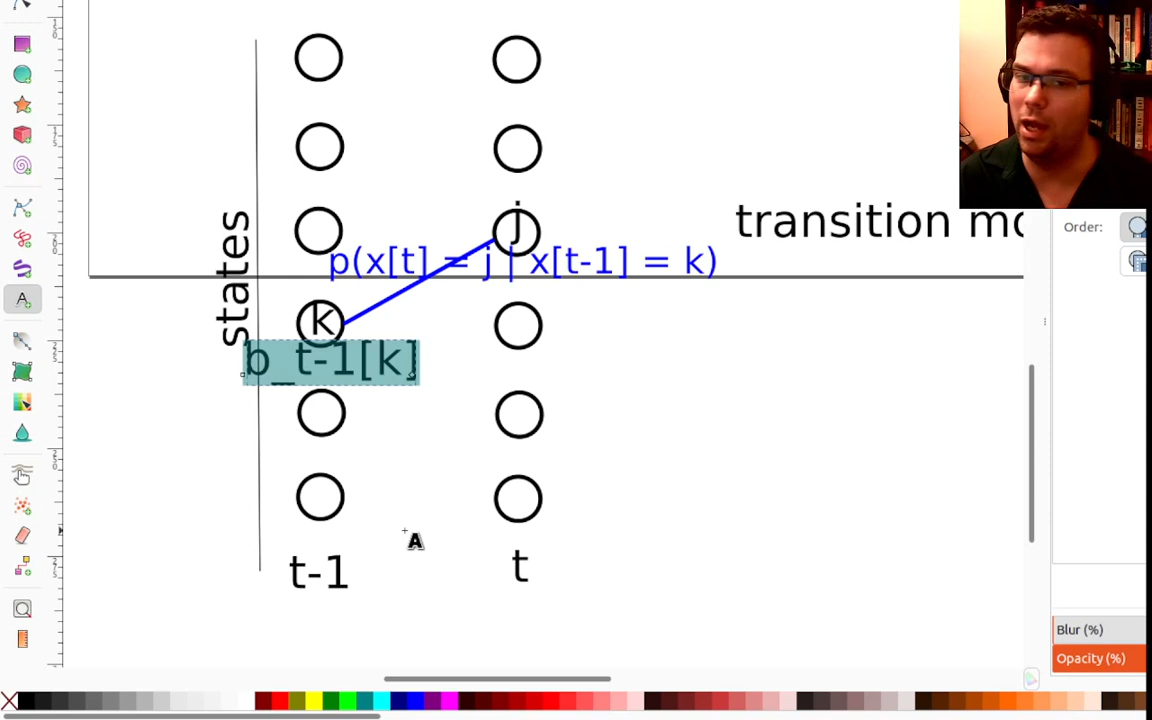 j
transition mo
Order:
states
p(x[t] = j | x[t-1] = k)
k
b_t-1[k]
t-1
t
Blur (%)
Opacity (%)